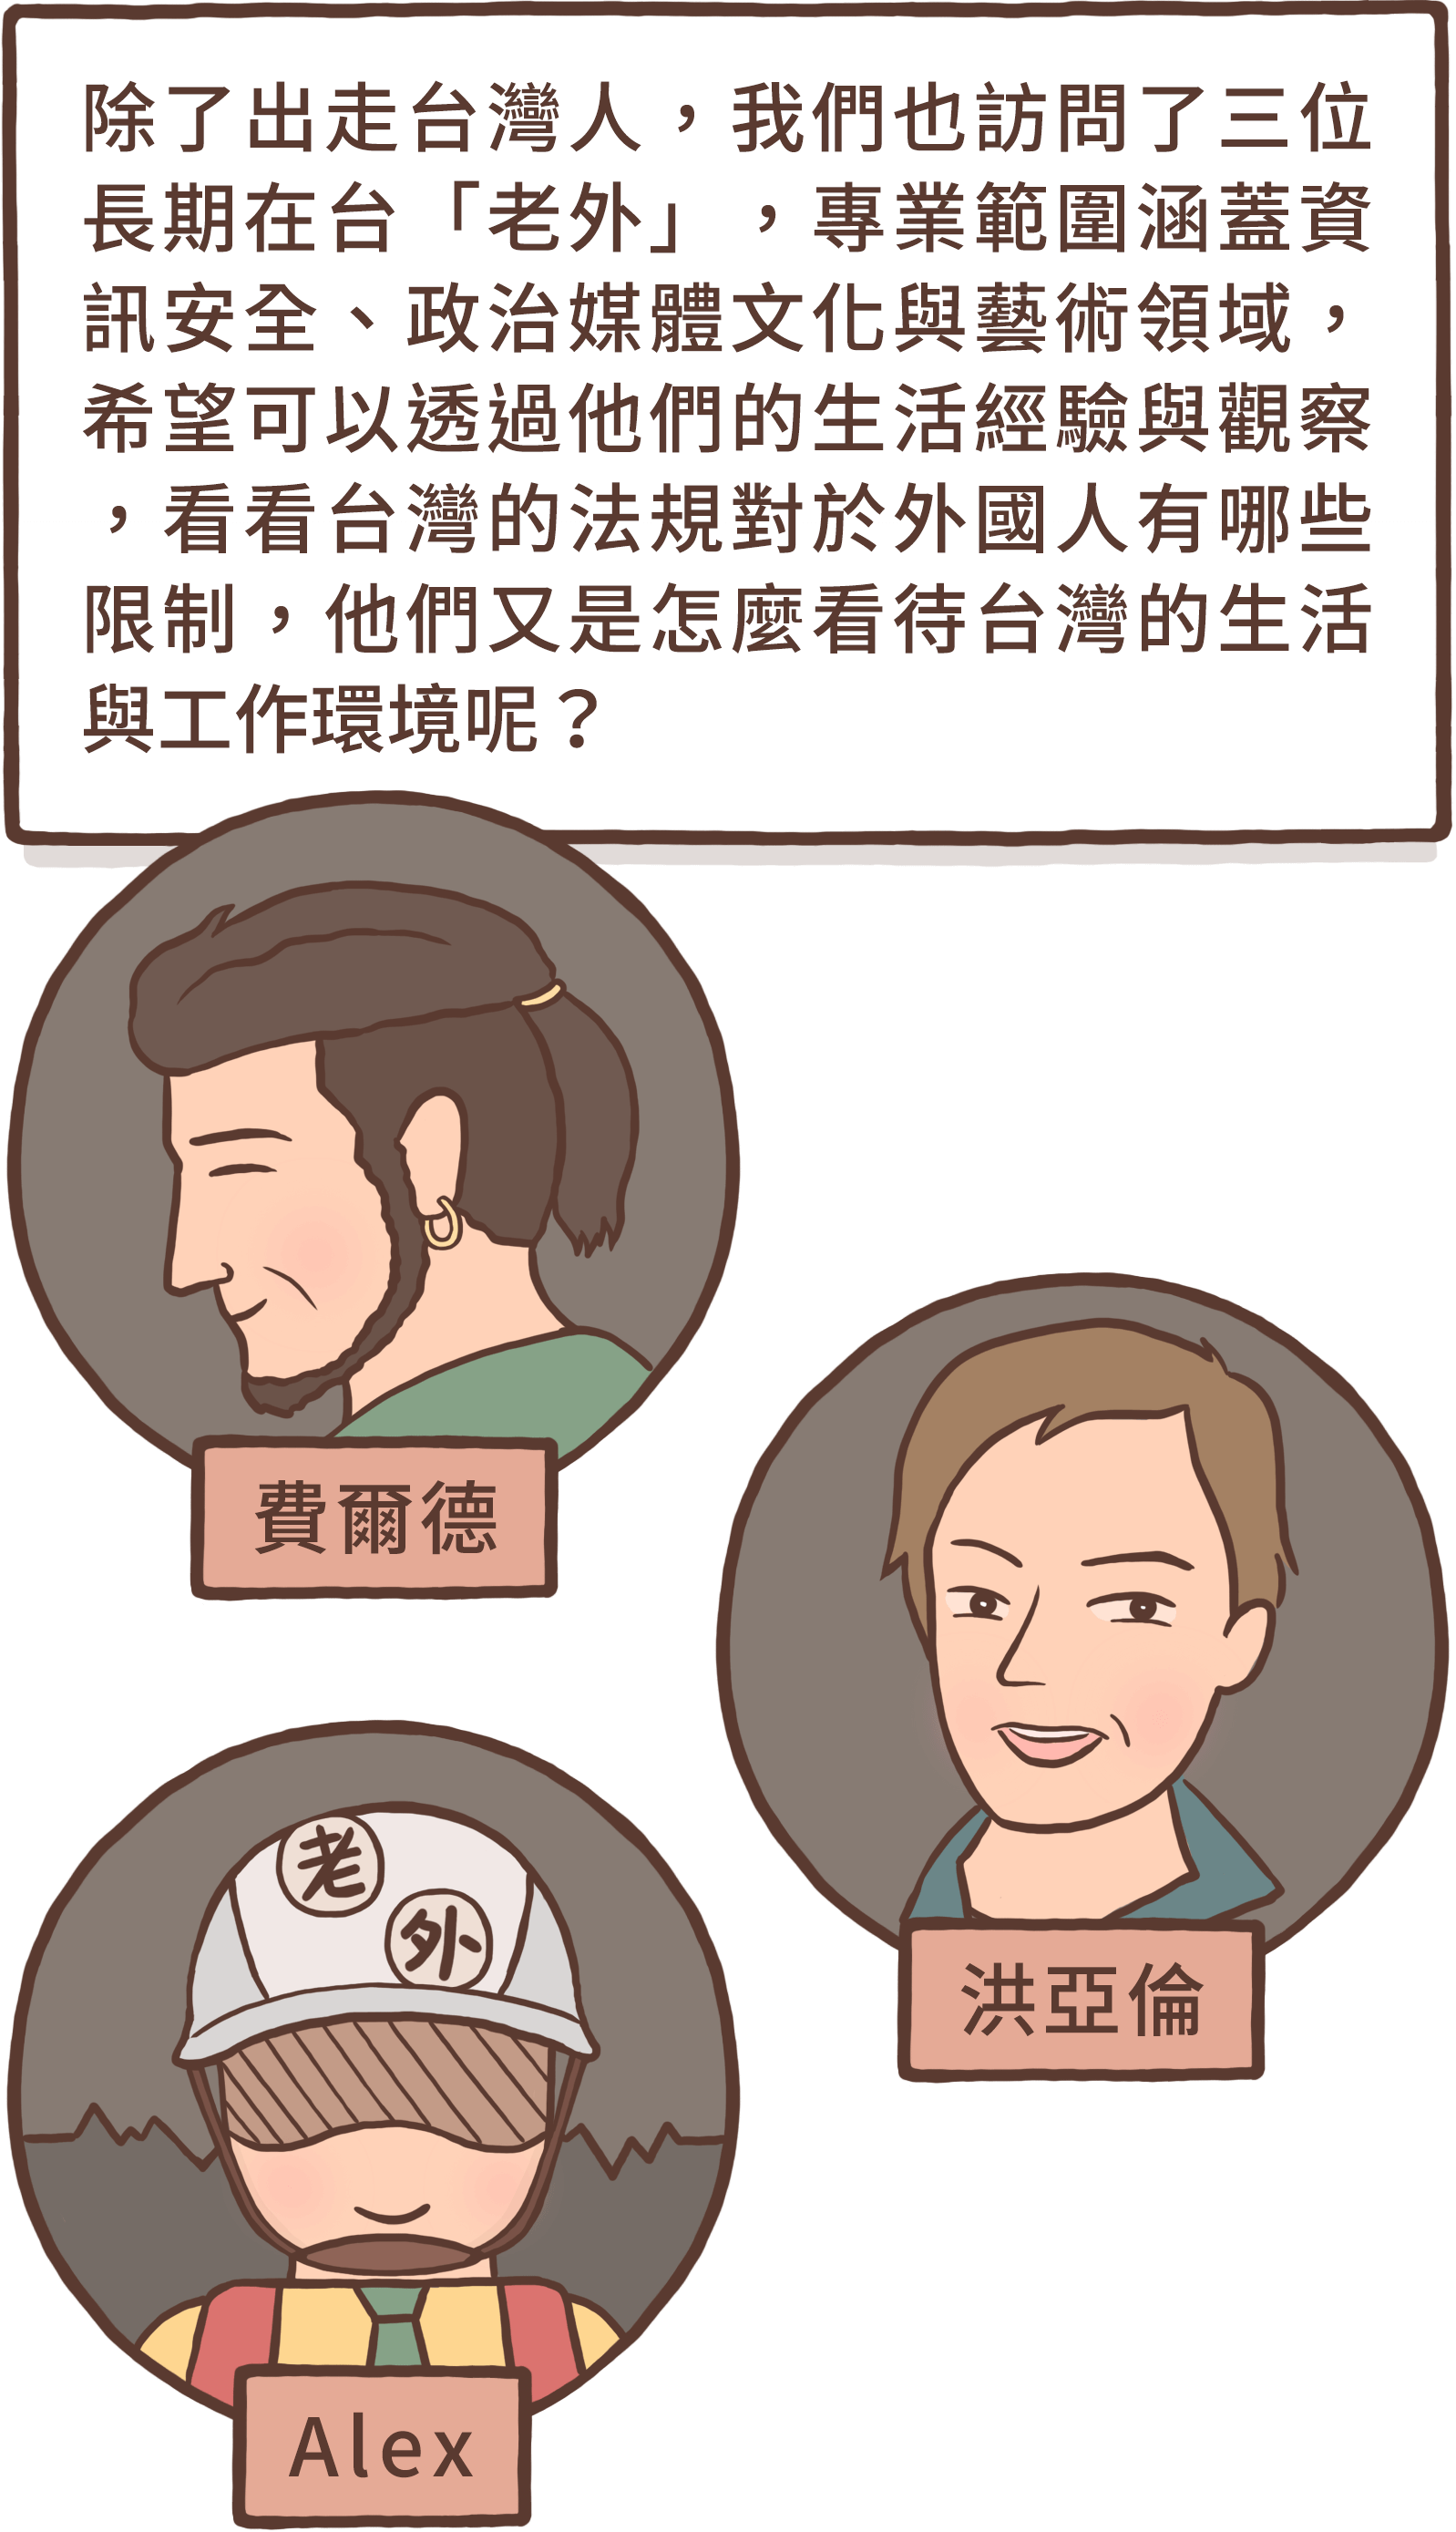 除了出走台灣人，我們也訪問了三位
長期在台「老外」，專業範圍涵蓋資
訊安全、政治媒體文化與藝術領域，
希望可以透過他們的生活經驗與觀察
，看看台灣的法規對於外國人有哪些
限制，他們又是怎麼看待台灣的生活
與工作環境呢？
費爾德
洪亞倫
老
外
Alex